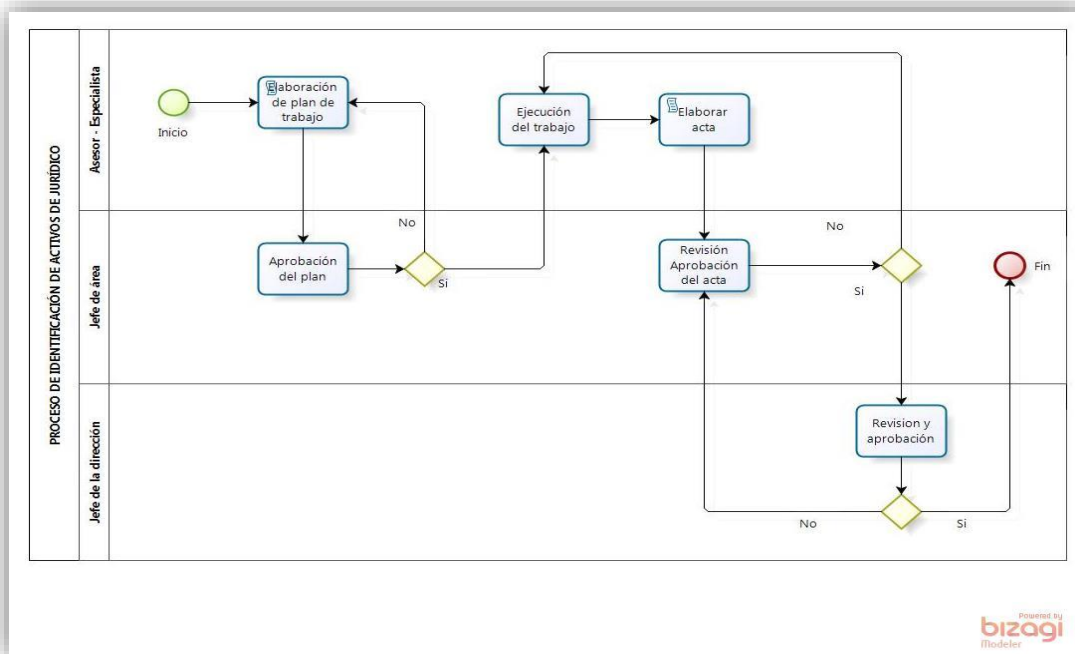 PROCESO DE IDENTIFICACIÓN DE ACTIVOS DE JURÍDICO
Asesor - Especialista
Inicio
Elaboración
de plan de
trabajo
Ejecución
del trabajo
Elaborar
acta
Jefe de área
No
Aprobación
del plan
Si
Revisión
Aprobación
del acta
No
Si
Fin
Jefe de la dirección
Revision y
aprobación
No
Si
Powered by
bizagi
Modeler